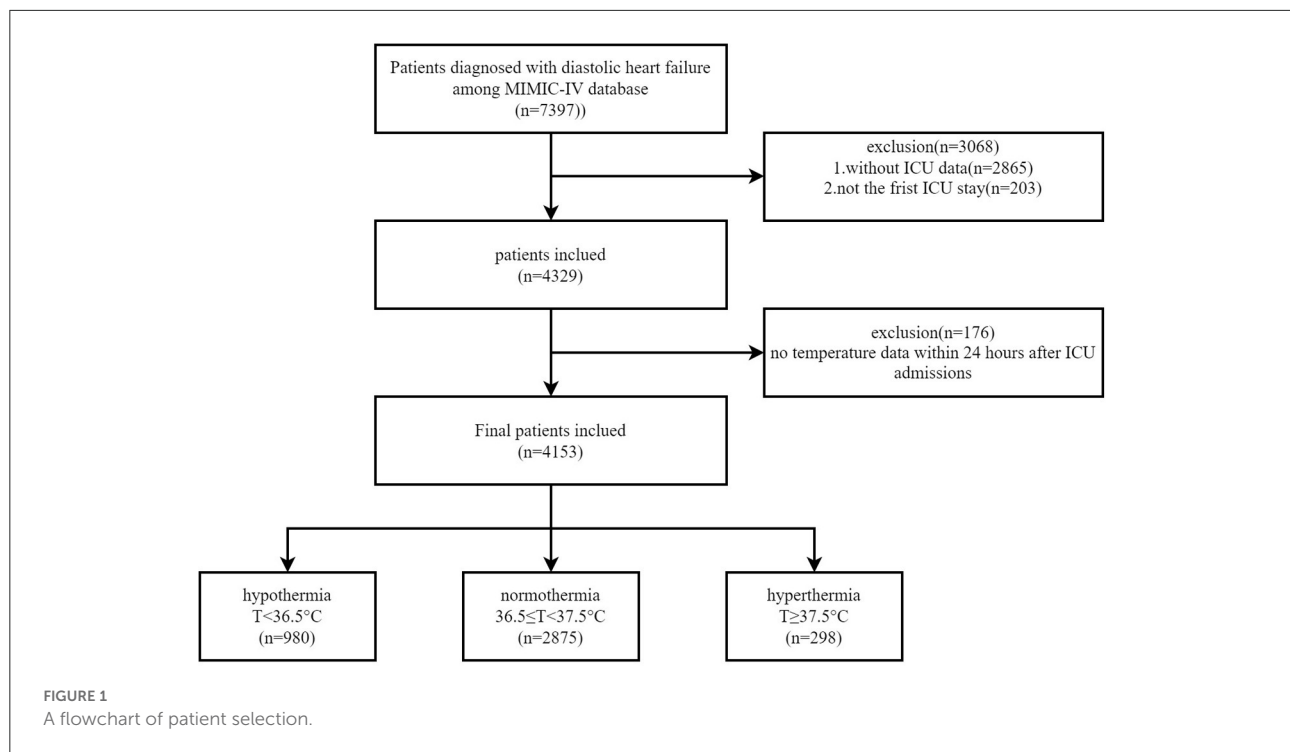 Patients diagnosed with diastolic heart failure
among MIMIC-IV database
(n=7397))
exclusion(n=3068)
1.without ICU data(n=2865)
2.not the frist ICU stay(n=203)
patients inclued
(n=4329)
exclusion(n=176)
no temperature data within 24 hours after ICU
admissions
Final patients inclued
(n=4153)
hypothermia
T<36.5°C
(n=980)
normothermia
36.5≤T<37.5°C
(n=2875)
hyperthermia
T≥37.5°C
(n=298)
FIGURE 1
A flowchart of patient selection.